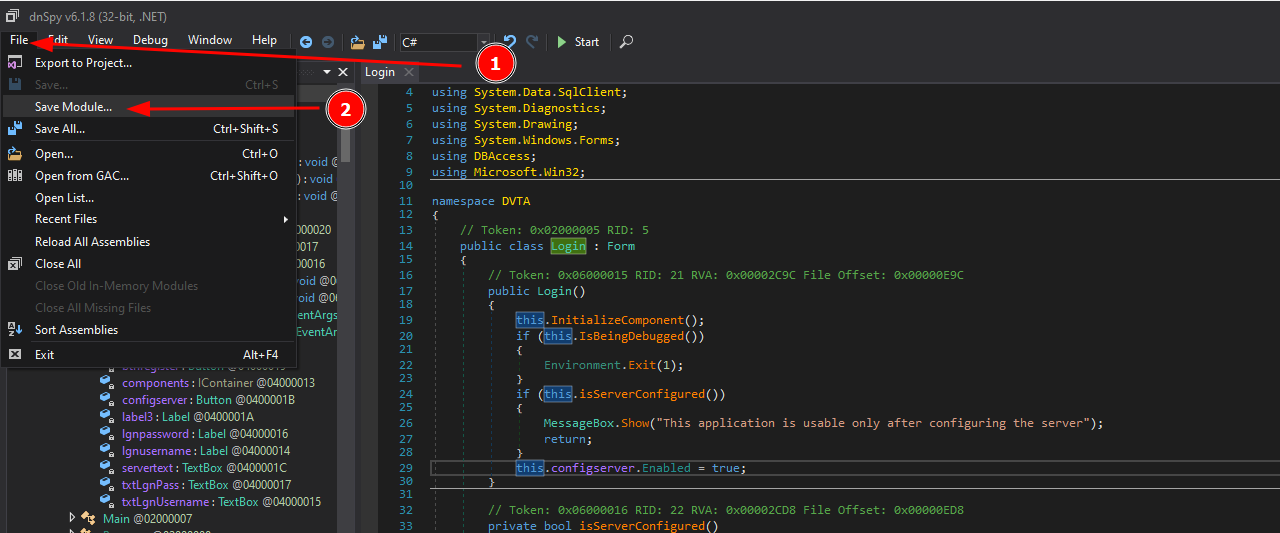 dnSpy v6.1.8 (32-bit, .NET)
File Edit View Debug Window Help C# Start
1
Export to Project...
Save... Ctrl+S
Save Module...
2
Save All... Ctrl+Shift+S
Open... Ctrl+O
Open from GAC... Ctrl+Shift+O
Open List...
Recent Files
Reload All Assemblies
Close All
Close Old In-Memory Modules
Close All Missing Files
Sort Assemblies
Exit Alt+F4
: void @
) : void @
: void @
000020
00017
00016
void @0
void @06
EventArgs
EventArg
btnregister : Button @04000019
components : IContainer @04000013
configserver : Button @0400001B
label3 : Label @0400001A
lgnpassword : Label @04000016
lgnusername : Label @04000014
servertext : TextBox @0400001C
txtLgnPass : TextBox @04000017
txtLgnUsername : TextBox @04000015
Main @02000007
Login
4 using System.Data.SqlClient;
5 using System.Diagnostics;
6 using System.Drawing;
7 using System.Windows.Forms;
8 using DBAccess;
9 using Microsoft.Win32;
10
11 namespace DVTA
12 {
13 // Token: 0x02000005 RID: 5
14 public class Login : Form
15 {
16 // Token: 0x06000015 RID: 21 RVA: 0x00002C9C File Offset: 0x00000E9C
17 public Login()
18 {
19 this.InitializeComponent();
20 if (this.IsBeingDebugged())
21 {
22 Environment.Exit(1);
23 }
24 if (this.isServerConfigured())
25 {
26 MessageBox.Show("This application is usable only after configuring the server");
27 return;
28 }
29 this.configserver.Enabled = true;
30 }
31
32 // Token: 0x06000016 RID: 22 RVA: 0x00002CD8 File Offset: 0x00000ED8
33 private bool isServerConfigured()